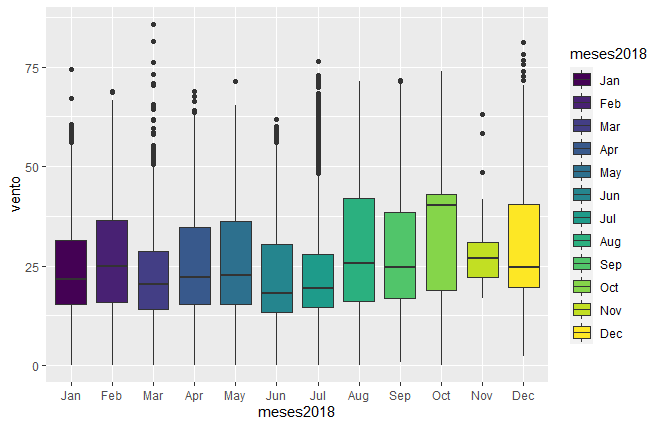 meses2018
75
50
25
0
vento
Jan Feb Mar Apr May Jun Jul Aug Sep Oct Nov Dec
meses2018
Jan
Feb
Mar
Apr
May
Jun
Jul
Aug
Sep
Oct
Nov
Dec